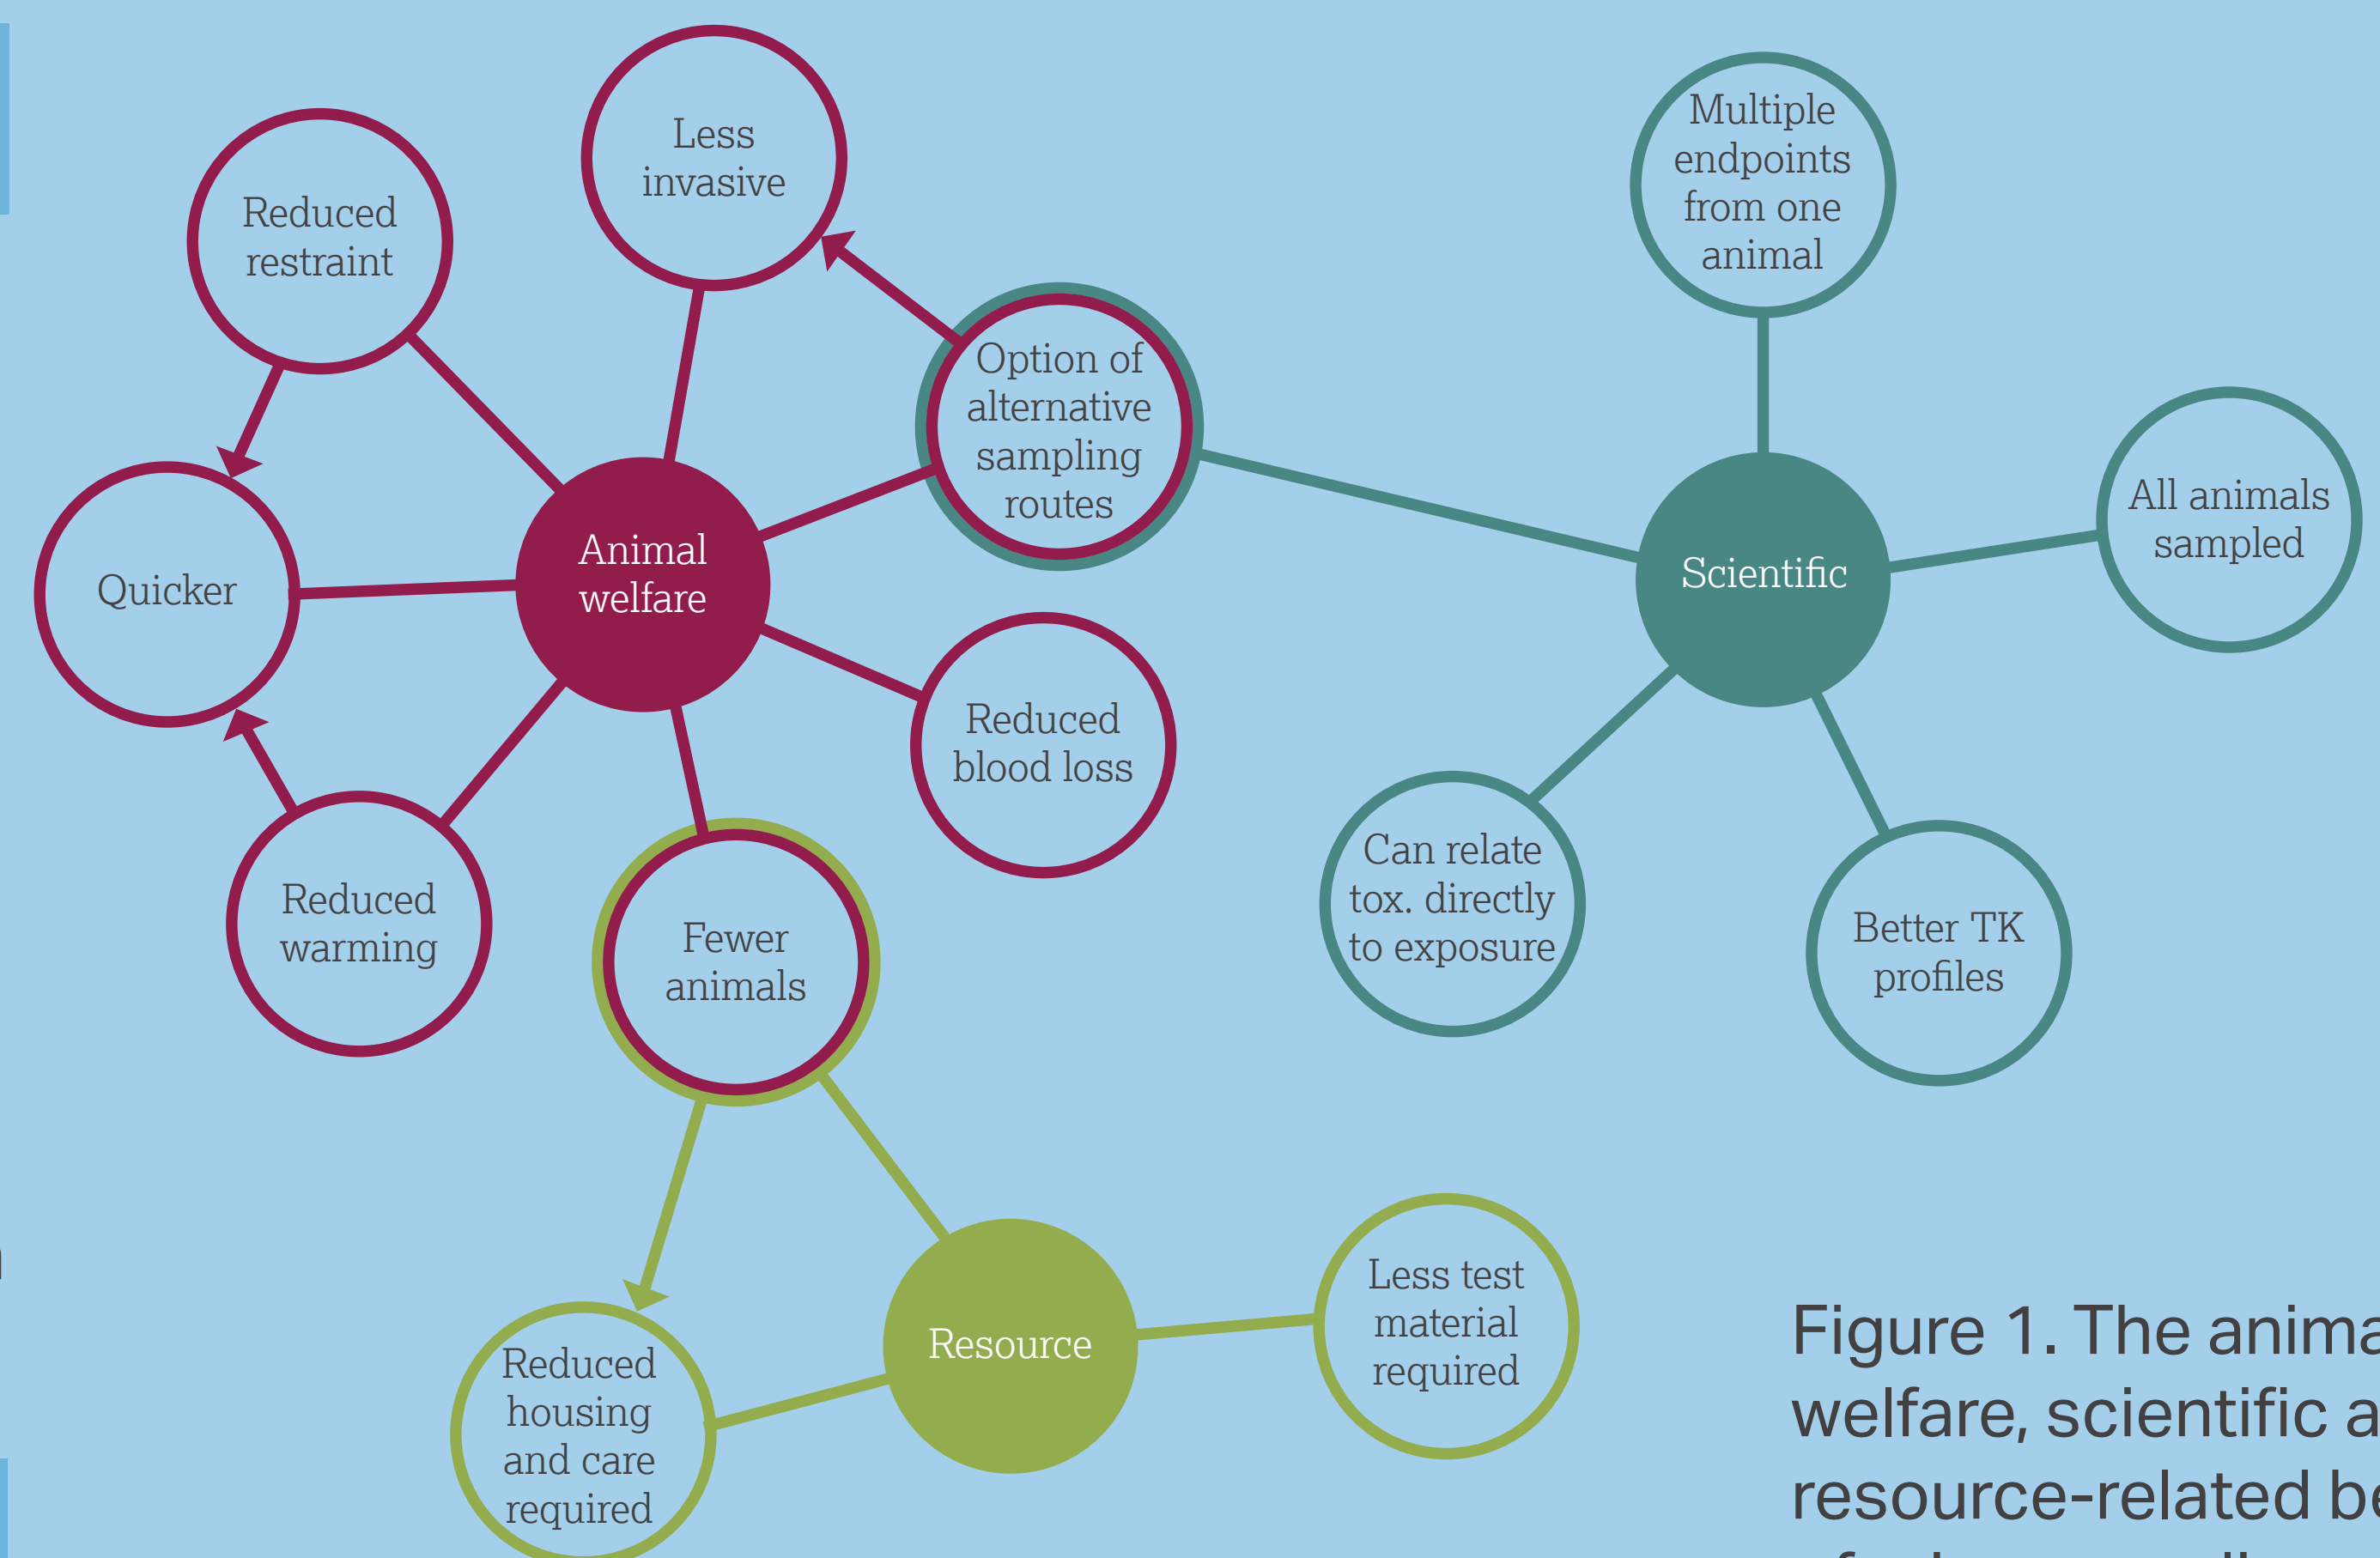 Less
invasive
Reduced
restraint
Multiple
endpoints
from one
animal
Option of
alternative
sampling
routes
All animals
sampled
Quicker
Animal
welfare
Scientific
Reduced
blood loss
Reduced
warming
Fewer
animals
Can relate
tox. directly
to exposure
Better TK
profiles
Resource
Less test
material
required
Reduced
housing
and care
required
Figure 1. The anima
welfare, scientific a
resource-related be